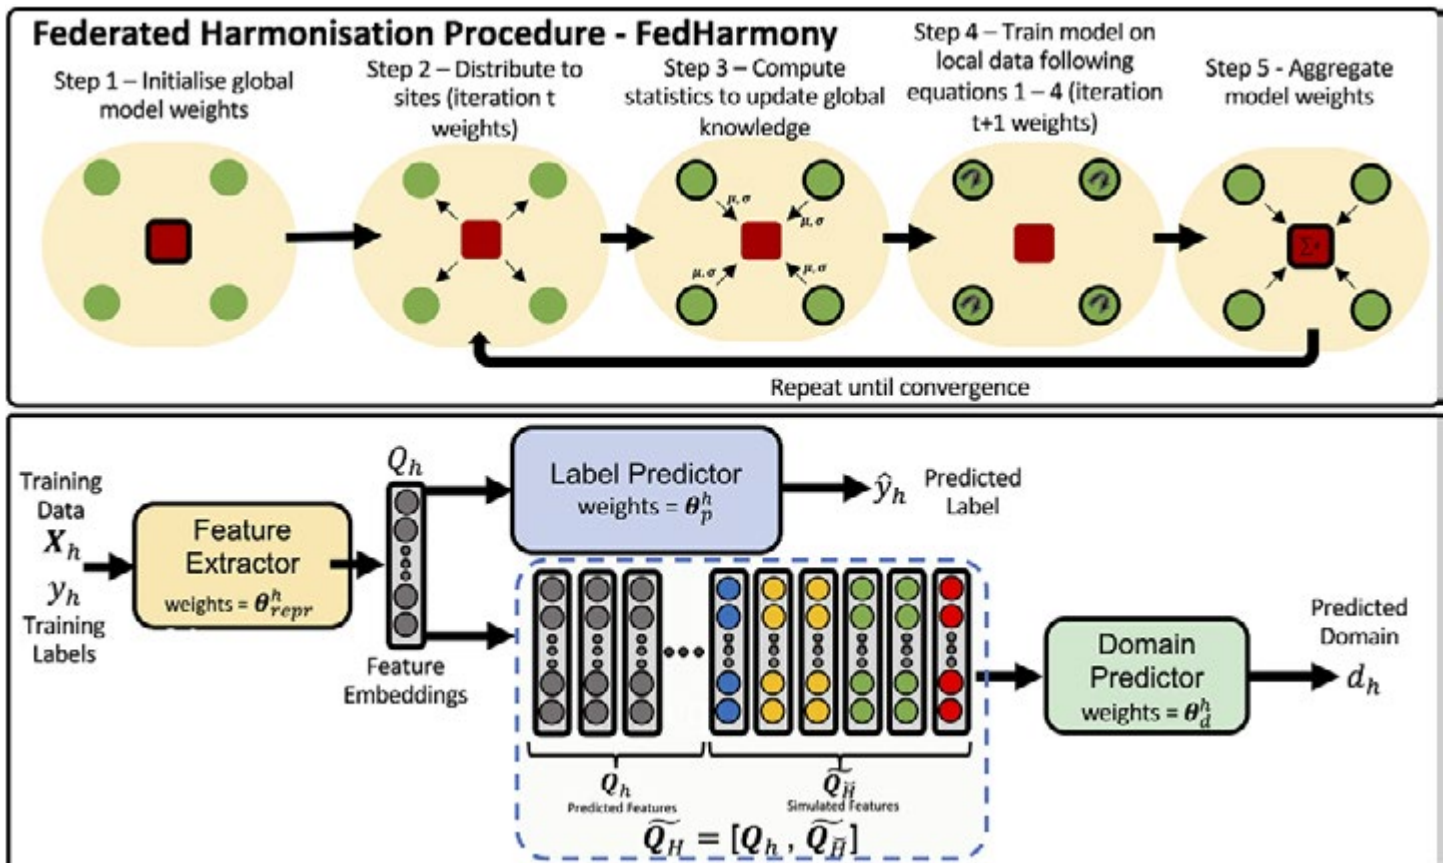 Federated Harmonisation Procedure - FedHarmony
Step 1 – Initialise global
model weights
Step 2 – Distribute to
sites (iteration t
weights)
Step 3 – Compute
statistics to update global
knowledge
Step 4 – Train model on
local data following
equations 1 – 4 (iteration
t+1 weights)
Step 5 - Aggregate
model weights
μ, σ
μ, σ
μ, σ
μ, σ
Repeat until convergence
Training
Data
X_h
y_h
Training
Labels
Feature
Extractor
weights = θ^h_repr
Q_h
Feature
Embeddings
Label Predictor
weights = θ^h_p
ŷ_h
Predicted
Label
Q_h
Predicted Features
Q̃_H̃
Simulated Features
Q̃_H = [Q_h , Q̃_H̃]
Domain
Predictor
weights = θ^h_d
Predicted
Domain
d_h